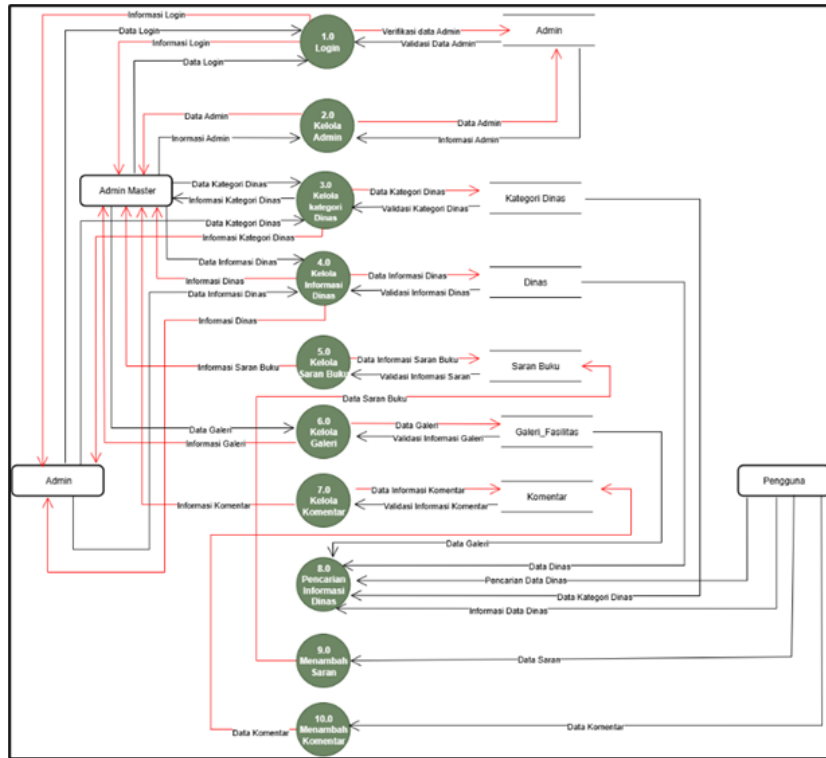 Informasi Login
Data Login
Informasi Login
Data Login
1.0
Login
Verifikasi data Admin
Validasi Data Admin
Admin
Data Admin
Inormasi Admin
2.0
Kelola
Admin
Data Admin
Informasi Admin
Admin Master
Data Kategori Dinas
Informasi Kategori Dinas
Data Kategori Dinas
Informasi Kategori Dinas
3.0
Kelola
kategori
Dinas
Data Kategori Dinas
Validasi Kategori Dinas
Kategori Dinas
Data Informasi Dinas
Informasi Dinas
Data Informasi Dinas
Informasi Dinas
4.0
Kelola
Informasi
Dinas
Data Informasi Dinas
Validasi Informasi Dinas
Dinas
Informasi Saran Buku
5.0
Kelola
Saran Buku
Data Informasi Saran Buku
Validasi Informasi Saran
Saran Buku
Data Saran Buku
Data Galeri
Informasi Galeri
6.0
Kelola
Galeri
Data Galeri
Validasi Informasi Galeri
Galeri_Fasilitas
Admin
Informasi Komentar
7.0
Kelola
Komentar
Data Informasi Komentar
Validasi Informasi Komentar
Komentar
Pengguna
8.0
Pencarian
Informasi
Dinas
Data Galeri
Data Dinas
Pencarian Data Dinas
Data Kategori Dinas
Informasi Data Dinas
9.0
Menambah
Saran
Data Saran
Data Komentar
10.0
Menambah
Komentar
Data Komentar